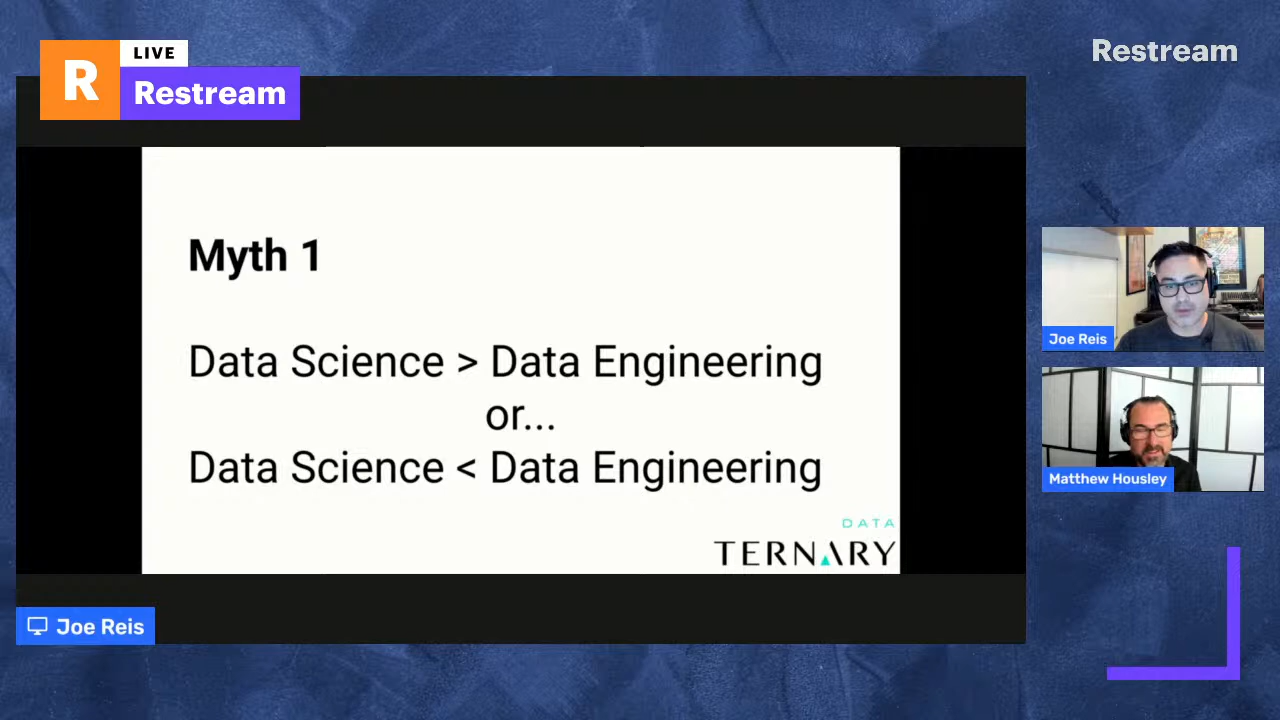 R
LIVE
Restream
Restream
Myth 1
Data Science > Data Engineering
or...
Data Science < Data Engineering
DATA
TERNARY
Joe Reis
Matthew Housley
Joe Reis